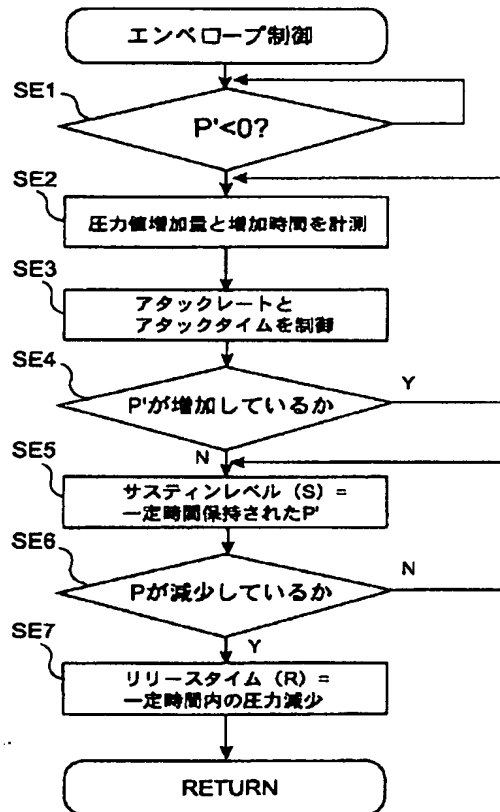 エンベロープ制御
SE1
P'<0?
SE2
圧力値増加量と増加時間を計測
SE3
アタックレートと
アタックタイムを制御
SE4
P'が増加しているか
Y
N
SE5
サスティンレベル（S）＝
一定時間保持されたP'
SE6
Pが減少しているか
N
Y
SE7
リリースタイム（R）＝
一定時間内の圧力減少
RETURN